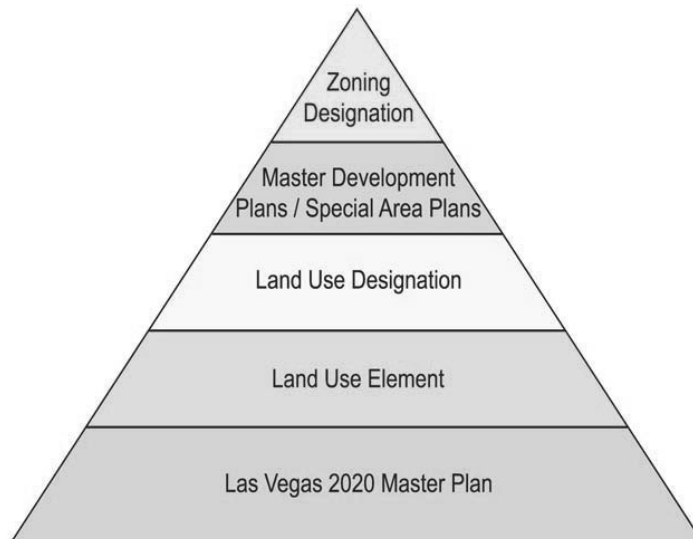 Zoning
Designation
Master Development
Plans / Special Area Plans
Land Use Designation
Land Use Element
Las Vegas 2020 Master Plan